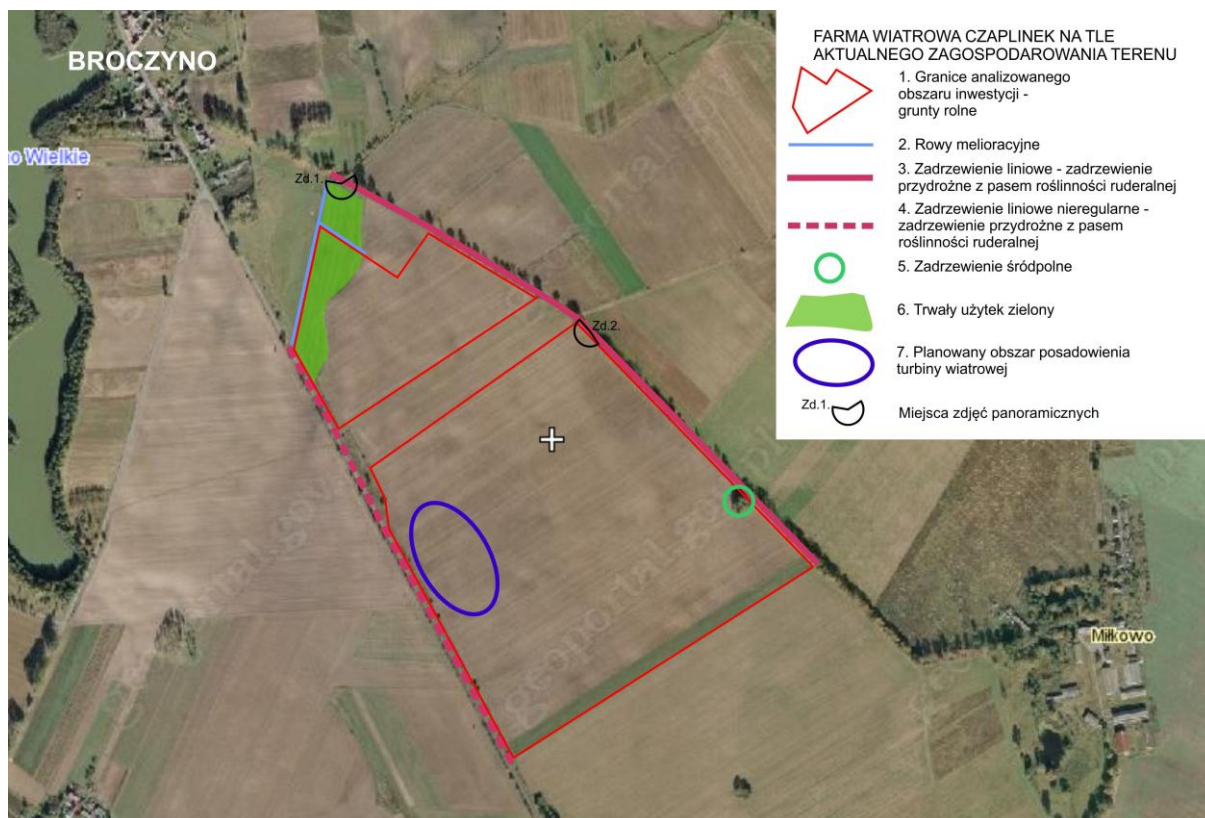 BROCZYNO
no Wielkie
Zd.1.
Zd.2.
Miłkowo
geoportal.gov
FARMA WIATROWA CZAPLINEK NA TLE
AKTUALNEGO ZAGOSPODAROWANIA TERENU
1. Granice analizowanego
obszaru inwestycji -
grunty rolne
2. Rowy melioracyjne
3. Zadrzewienie liniowe - zadrzewienie
przydrożne z pasem roślinności ruderalnej
4. Zadrzewienie liniowe nieregularne -
zadrzewienie przydrożne z pasem
roślinności ruderalnej
5. Zadrzewienie śródpolne
6. Trwały użytek zielony
7. Planowany obszar posadowienia
turbiny wiatrowej
Zd.1.
Miejsca zdjęć panoramicznych